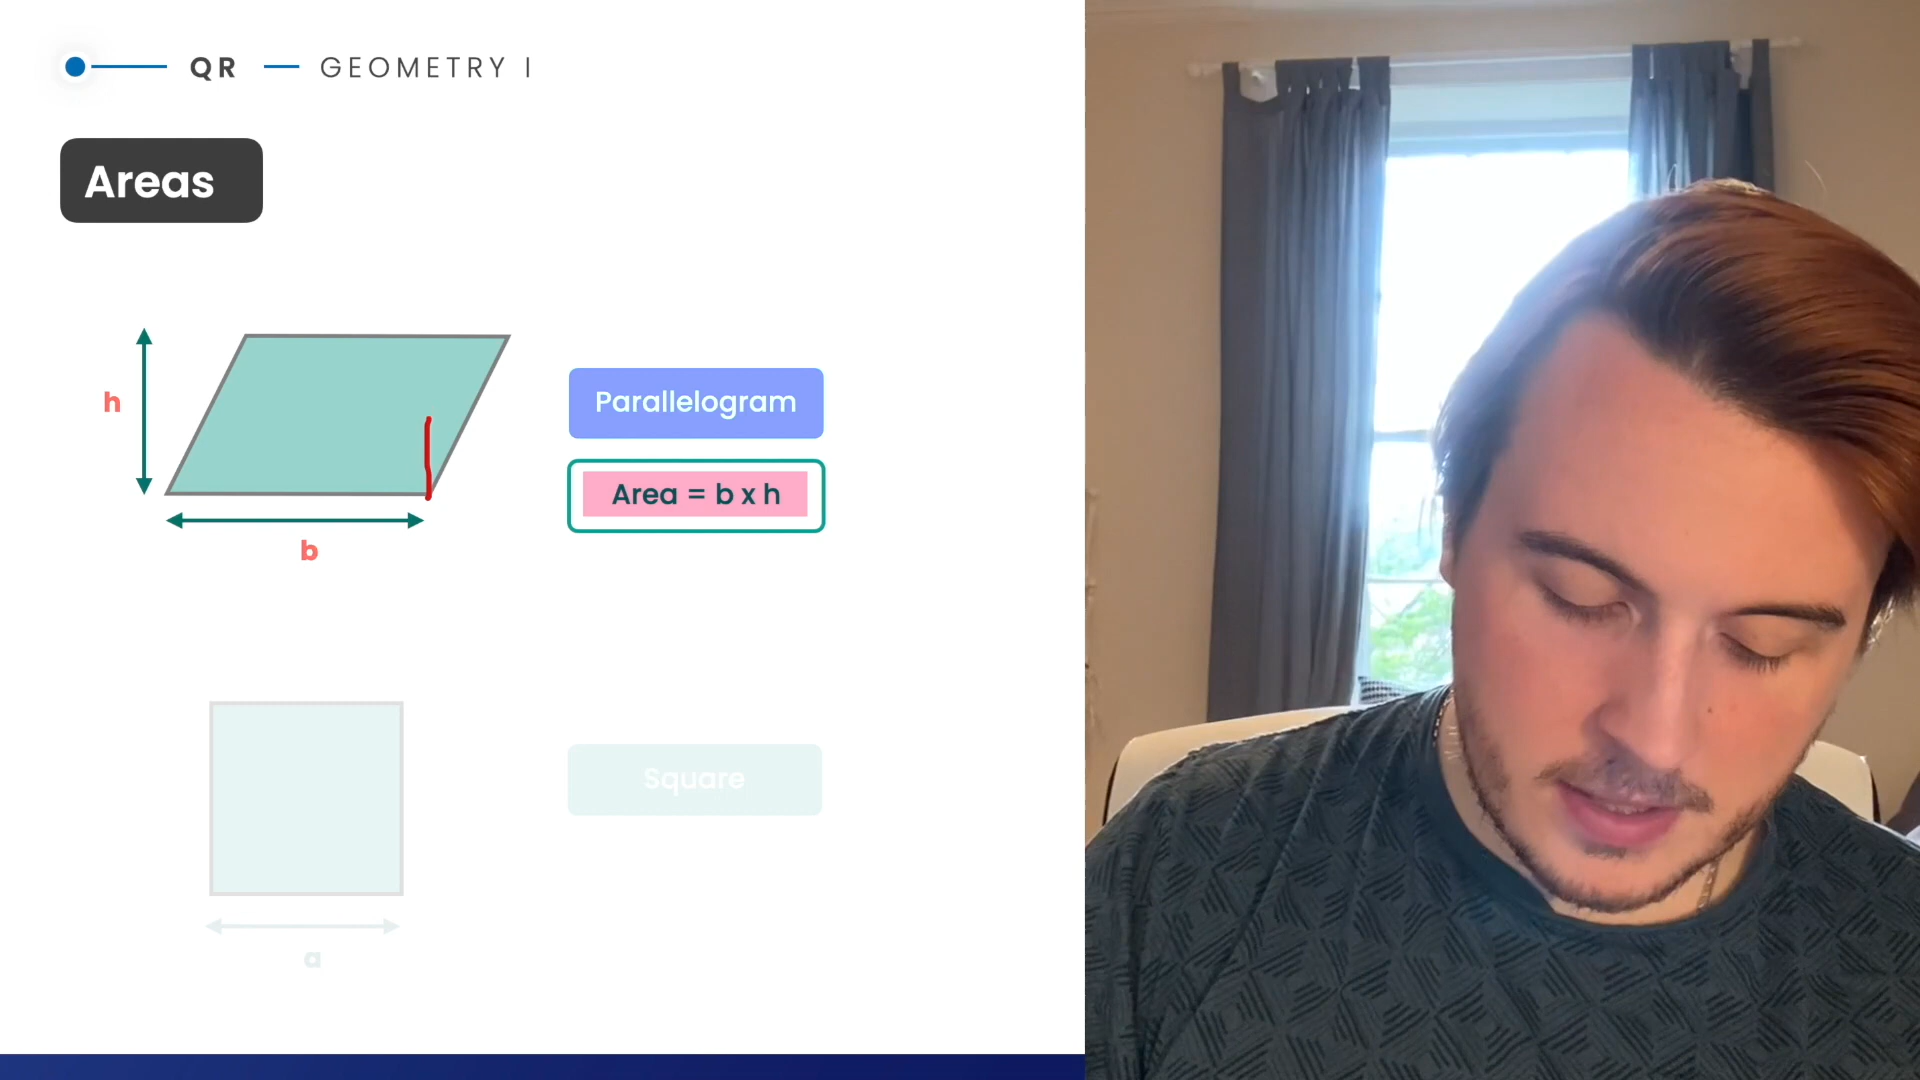 QR — GEOMETRY I
Areas
h
Parallelogram
Area = b x h
b
Square
a